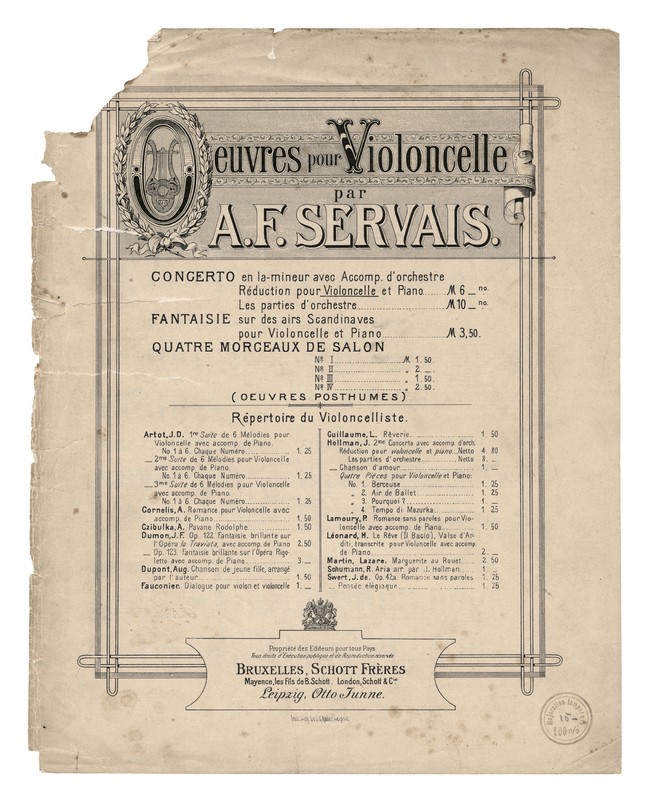 Oeuvres pour Violoncelle
par
A.F. SERVAIS.
CONCERTO en la-mineur avec Accomp. d'orchestre
Réduction pour Violoncelle et Piano........M 6 _ no.
Les parties d'orchestre........M 10 _ no.
FANTAISIE sur des airs Scandinaves
pour Violoncelle et Piano........M 3,50.
QUATRE MORCEAUX DE SALON
No I........M. 1.50.
No II........„ 2._
No III........„ 1.50.
No IV........„ 2.50.
(OEUVRES POSTHUMES)
Répertoire du Violoncelliste.
Artot, J.D. 1re Suite de 6 Mélodies pour
Violoncelle avec accomp. de Piano.
No. 1 à 6. Chaque Numéro........1. 25
_ 2me Suite de 6 Mélodies pour Violoncelle
avec accomp. de Piano.
No. 1 à 6. Chaque Numéro........1. 25
_ 3me Suite de 6 Mélodies pour Violoncelle
avec accomp. de Piano.
No. 1 à 6. Chaque Numéro........1. 25
Cornelis, A. Romance pour Violoncelle avec
accomp. de Piano........1. 50
Czibulka, A. Pavane Rodolphe........1. 50
Dumon, J.F. Op. 122. Fantaisie brillante sur
l'Opéra la Traviata, avec accomp. de Piano 2.50
_ Op. 123. Fantaisie brillante sur l'Opéra Rigo-
letto avec accomp. de Piano........3._
Dupont, Aug. Chanson de jeune fille, arrangé
par l'auteur........1. 50
Fauconier. Dialogue pour violon et violoncelle 1._
Guillaume, L. Rêverie........1. 50
Hollman, J. 2me Concerto avec accomp. d'orch.
Réduction pour violoncelle et piano...Netto 4. 80
Les parties d'orchestre........Netto 8._
_ Chanson d'amour........1._
Quatre Pièces pour Violoncelle et Piano:
No. 1. Berceuse........1. 25
„ 2. Air de Ballet........1. 25
„ 3. Pourquoi?........1._
„ 4. Tempo di Mazurka........1. 25
Lamoury, P. Romance sans paroles pour Vio-
loncelle avec accomp. de Piano........1. 50
Léonard, H. Le Rêve (Il Bacio), Valse d'Ar-
diti, transcrite pour Violoncelle avec accomp.
de Piano........2._
Martin, Lazare. Marguerite au Rouet........2. 50
Schumann, R. Aria arr. par J. Hollman........1._
Swert, J. de. Op. 42a. Romance sans paroles. 1. 25
_ Pensée élégiaque........1. 25
Propriété des Editeurs pour tous Pays.
Tous droits d'Exécution publique et de Reproduction réservés.
BRUXELLES, SCHOTT FRÈRES
Mayence, les fils de B. Schott. London, Schott & Cie
Leipzig, Otto Junne.
15
100 %